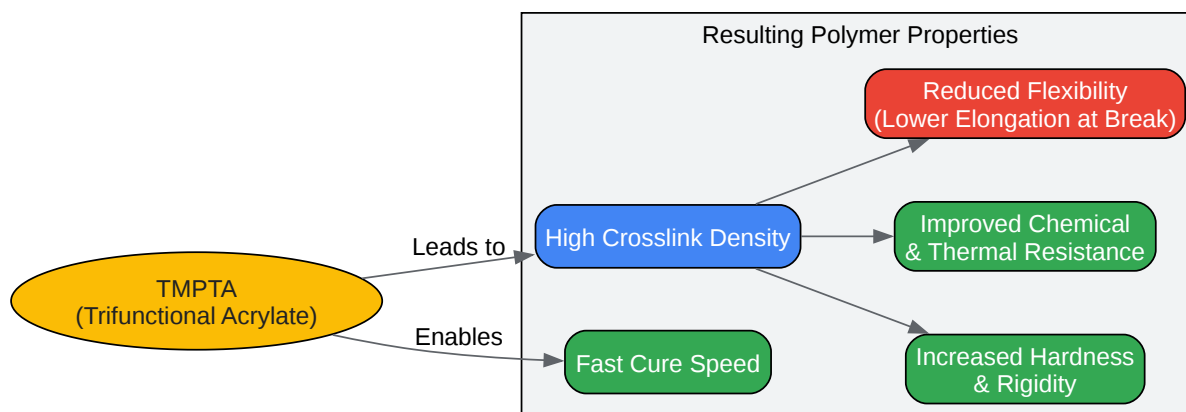 Resulting Polymer Properties
Reduced Flexibility
(Lower Elongation at Break)
High Crosslink Density
Improved Chemical
& Thermal Resistance
Leads to
TMPTA
(Trifunctional Acrylate)
Enables
Fast Cure Speed
Increased Hardness
& Rigidity